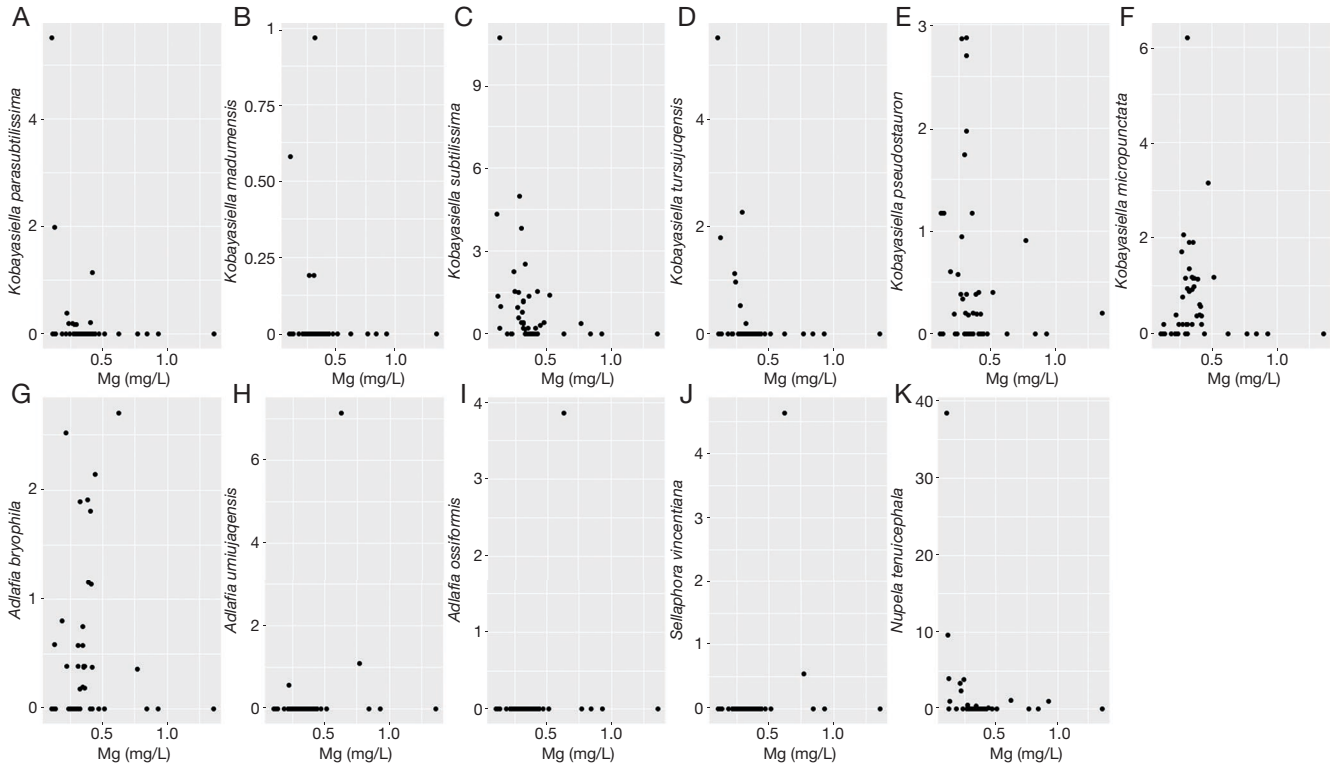 A
B
C
D
E
F
Kobayasiella parasubtilissima
4
2
0
0.5
1.0
Mg (mg/L)
Kobayasiella madumensis
1
0.75
0.50
0.25
0
0.5
1.0
Mg (mg/L)
Kobayasiella subtilissima
9
6
3
0
0.5
1.0
Mg (mg/L)
Kobayasiella tursujuqensis
4
2
0
0.5
1.0
Mg (mg/L)
Kobayasiella pseudostauron
3
2
1
0
0.5
1.0
Mg (mg/L)
Kobayasiella micropunctata
6
4
2
0
0.5
1.0
Mg (mg/L)
G
H
I
J
K
Adlafia bryophila
2
1
0
0.5
1.0
Mg (mg/L)
Adlafia umiujaqensis
6
4
2
0
0.5
1.0
Mg (mg/L)
Adlafia ossiformis
4
3
2
1
0
0.5
1.0
Mg (mg/L)
Sellaphora vincentiana
4
3
2
1
0
0.5
1.0
Mg (mg/L)
Nupela tenuicephala
40
30
20
10
0
0.5
1.0
Mg (mg/L)